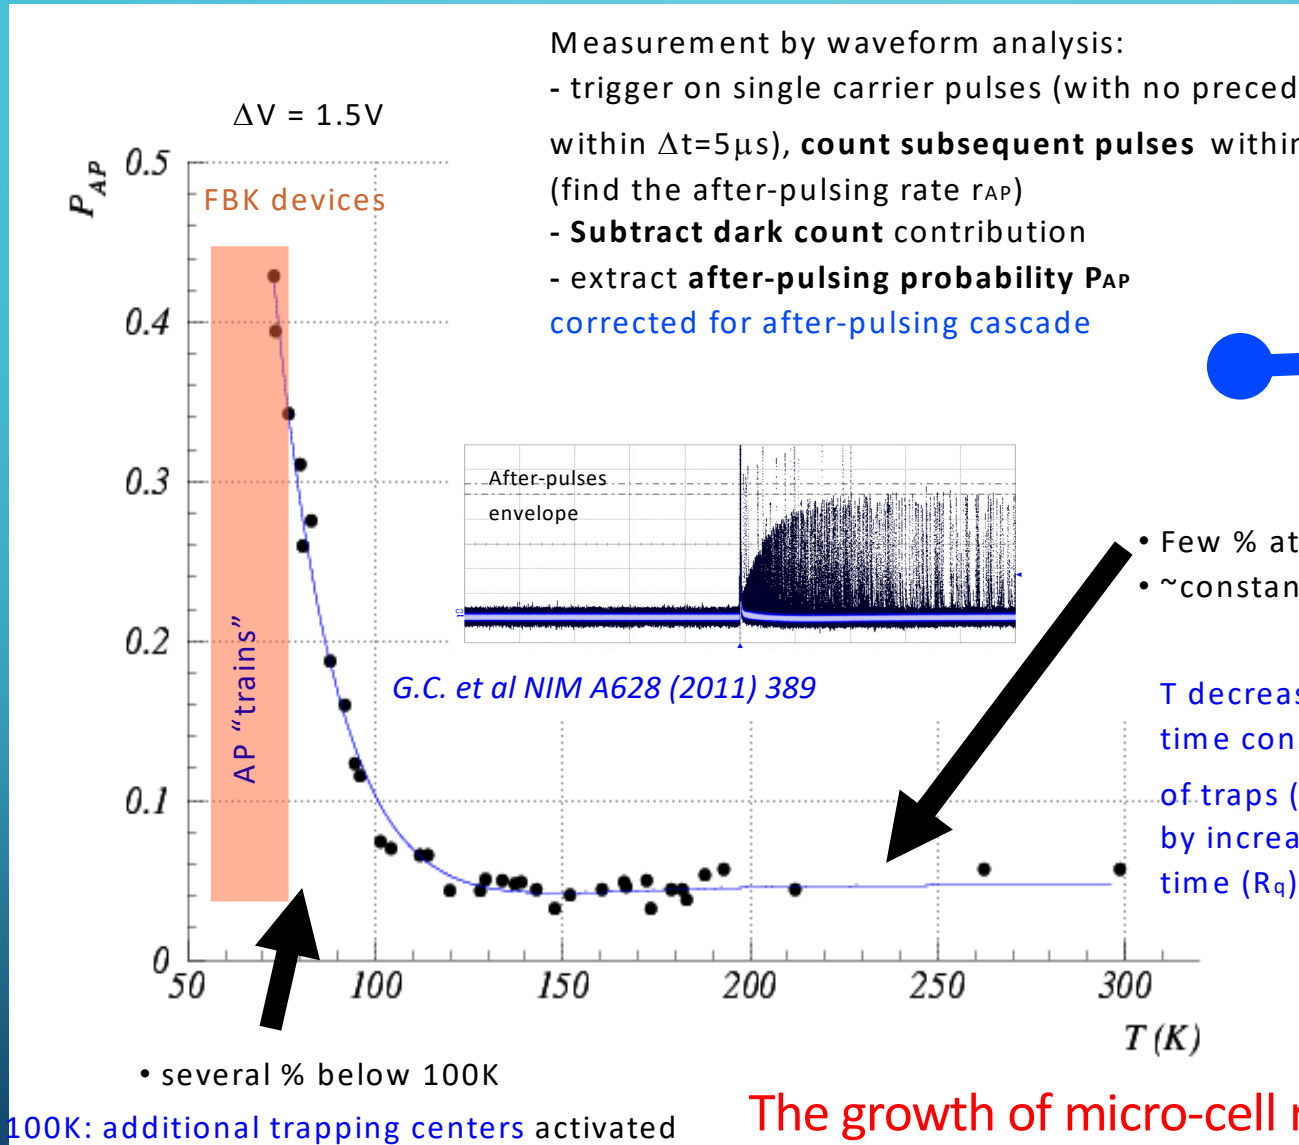 Measurement by waveform analysis:
- trigger on single carrier pulses (with no preced
within Δt=5μs), count subsequent pulses within
(find the after-pulsing rate rAP)
- Subtract dark count contribution
- extract after-pulsing probability PAP
corrected for after-pulsing cascade
ΔV = 1.5V
PAP
0.5
0.4
0.3
0.2
0.1
0
FBK devices
AP “trains”
After-pulses
envelope
G.C. et al NIM A628 (2011) 389
• Few % at
• ~constan
T decreas
time con
of traps (
by increa
time (Rq)
50 100 150 200 250 300
T (K)
• several % below 100K
100K: additional trapping centers activated
The growth of micro-cell r